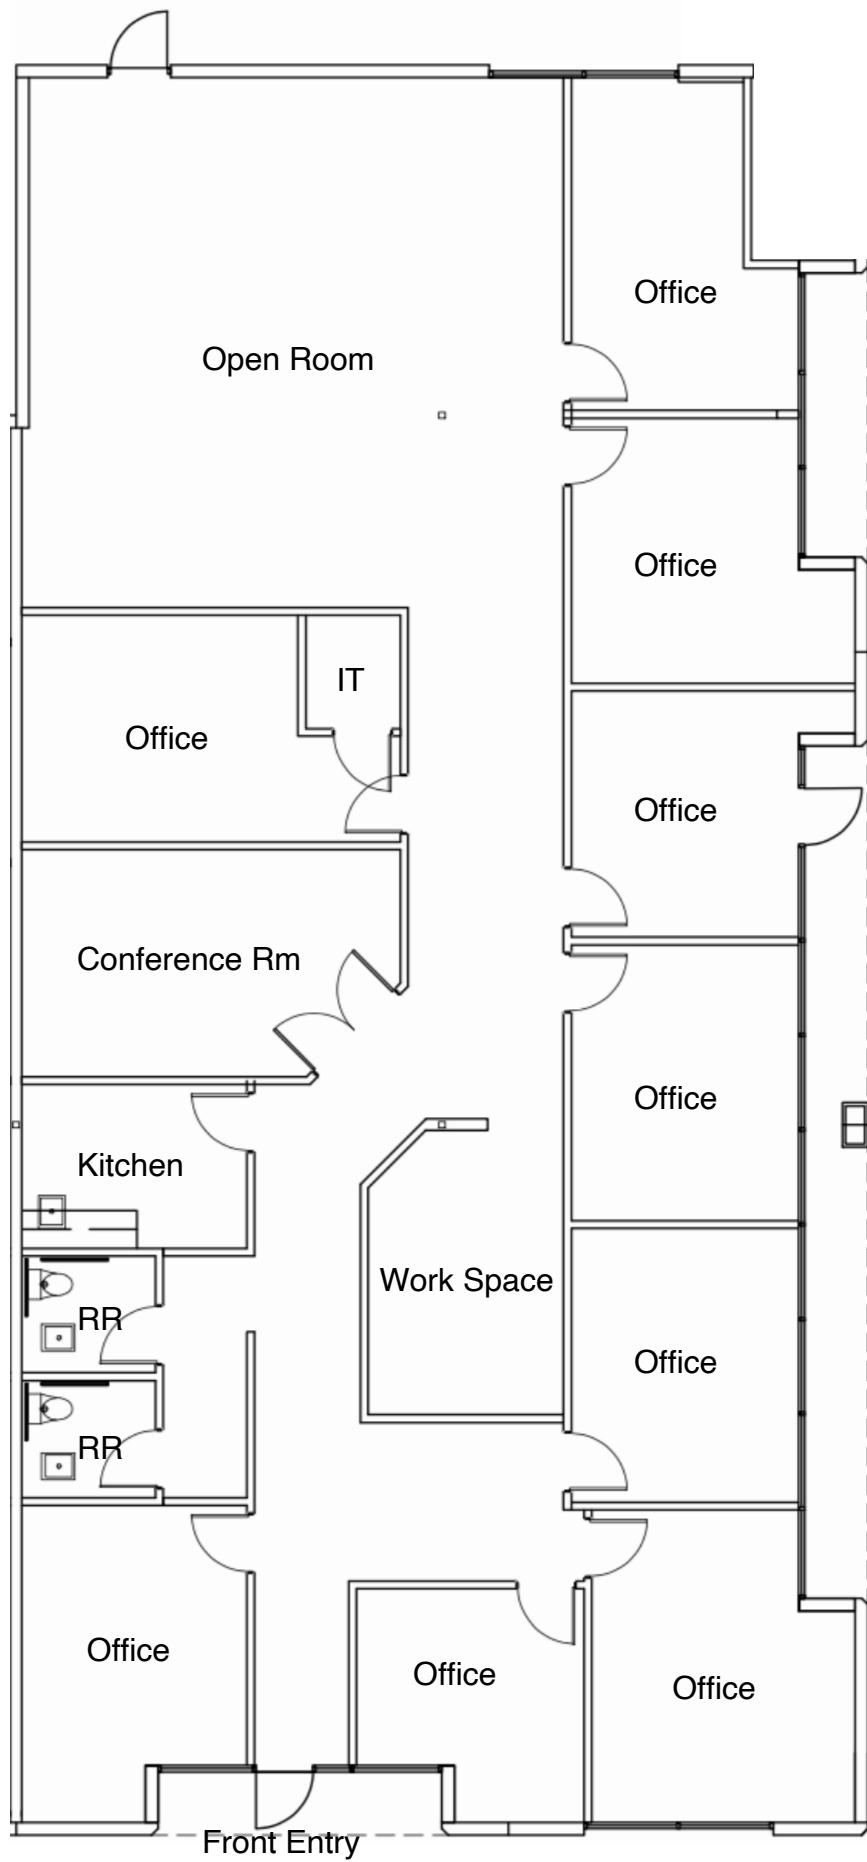 Office
Open Room
Office
IT
Office
Office
Conference Rm
Office
Kitchen
Work Space
RR
Office
RR
Office
Office
Office
Front Entry